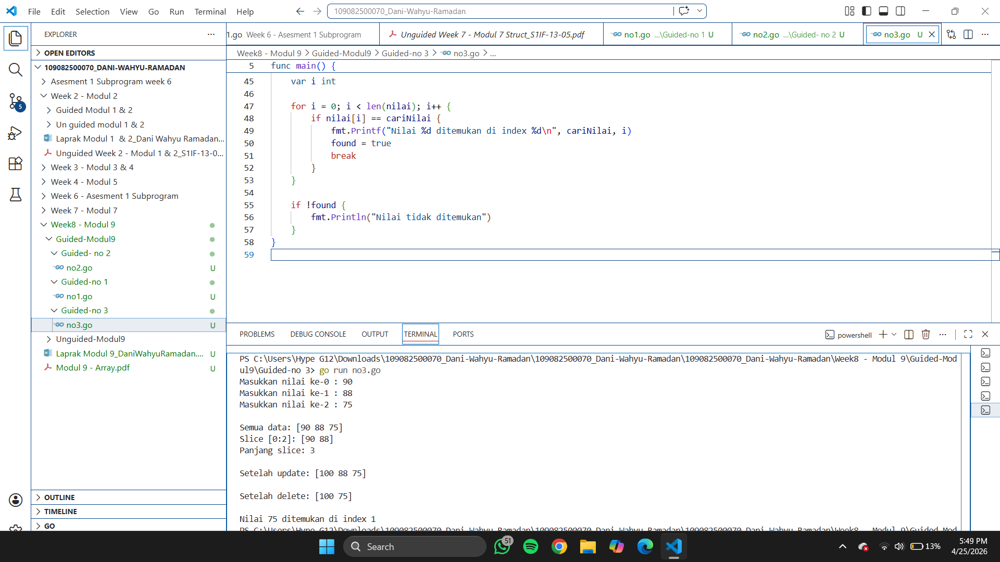 File Edit Selection View Go Run Terminal Help
109082500070_Dani-Wahyu-Ramadan
EXPLORER
OPEN EDITORS
109082500070_DANI-WAHYU-RAMADAN
Asesment 1 Subprogram week 6
Week 2 - Modul 2
Guided Modul 1 & 2
Un guided modul 1 & 2
Laprak Modul 1 & 2_Dani Wahyu Ramadan...
Unguided Week 2 - Modul 1 & 2_S1IF-13-0...
Week 3 - Modul 3 & 4
Week 4 - Modul 5
Week 6 - Asesment 1 Subprogram
Week 7 - Modul 7
Week8 - Modul 9
Guided-Modul9
Guided- no 2
GO no2.go U
Guided-no 1
GO no1.go U
Guided-no 3
GO no3.go U
Unguided-Modul9
Laprak Modul 9_DaniWahyuRamadan.... U
Modul 9 - Array.pdf U
OUTLINE
TIMELINE
GO
5
1.go Week 6 - Asesment 1 Subprogram
Unguided Week 7 - Modul 7 Struct_S1IF-13-05.pdf
GO no1.go ...\Guided-no 1 U
GO no2.go ...\Guided- no 2 U
GO no3.go U
Week8 - Modul 9 > Guided-Modul9 > Guided-no 3 > GO no3.go > ...
5 func main() {
45 var i int
46
47 for i = 0; i < len(nilai); i++ {
48 if nilai[i] == cariNilai {
49 fmt.Printf("Nilai %d ditemukan di index %d\n", cariNilai, i)
50 found = true
51 break
52 }
53 }
54
55 if !found {
56 fmt.Println("Nilai tidak ditemukan")
57 }
58 }
59
PROBLEMS DEBUG CONSOLE OUTPUT TERMINAL PORTS
powershell
PS C:\Users\Hype G12\Downloads\109082500070_Dani-Wahyu-Ramadan\109082500070_Dani-Wahyu-Ramadan\109082500070_Dani-Wahyu-Ramadan\Week8 - Modul 9\Guided-Mod
ul9\Guided-no 3> go run no3.go
Masukkan nilai ke-0 : 90
Masukkan nilai ke-1 : 88
Masukkan nilai ke-2 : 75
Semua data: [90 88 75]
Slice [0:2]: [90 88]
Panjang slice: 3
Setelah update: [100 88 75]
Setelah delete: [100 75]
Nilai 75 ditemukan di index 1
PS C:\Users\Hype G12\Downloads\109082500070_Dani-Wahyu-Ramadan\109082500070_Dani-Wahyu-Ramadan\109082500070_Dani-Wahyu-Ramadan\Week8 - Modul 9\Guided-Mod
Search
51
13%
5:49 PM
4/25/2026